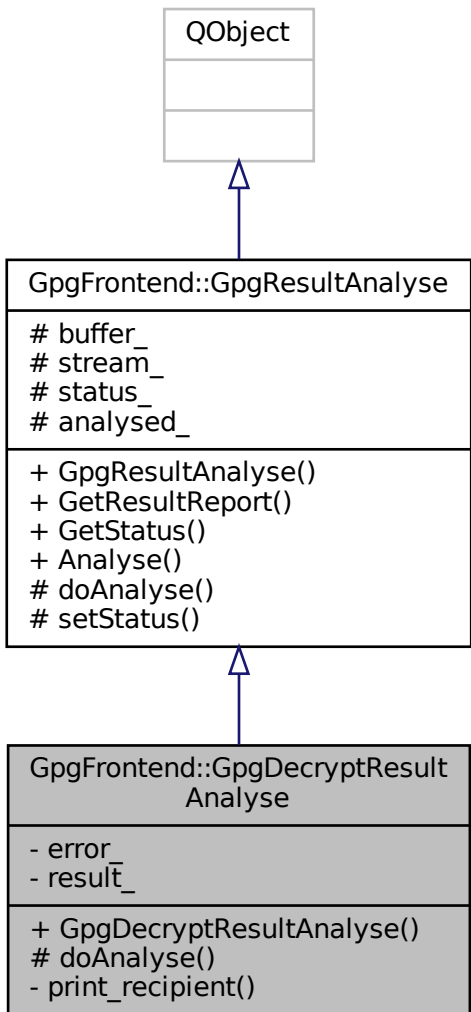 QObject
GpgFrontend::GpgResultAnalyse
# buffer_
# stream_
# status_
# analysed_
+ GpgResultAnalyse()
+ GetResultReport()
+ GetStatus()
+ Analyse()
# doAnalyse()
# setStatus()
GpgFrontend::GpgDecryptResult
Analyse
- error_
- result_
+ GpgDecryptResultAnalyse()
# doAnalyse()
- print_recipient()